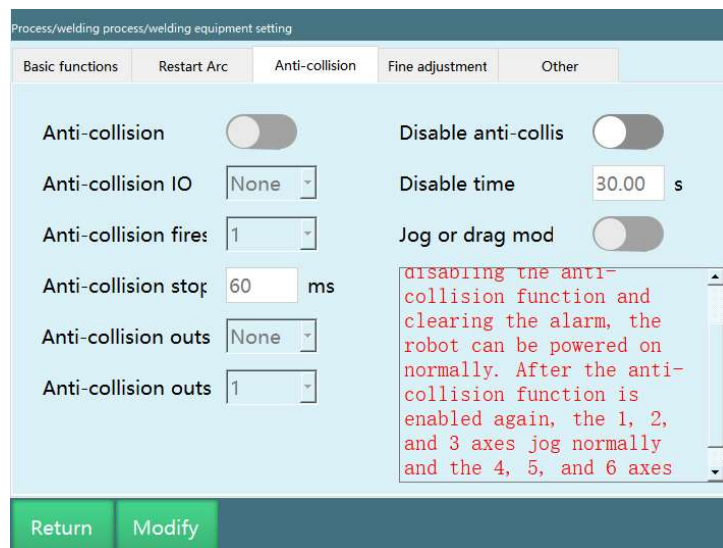 Process/welding process/welding equipment setting
Basic functions Restart Arc Anti-collision Fine adjustment Other
Anti-collision Disable anti-collis
Anti-collision IO None Disable time 30.00 s
Anti-collision fires 1 Jog or drag mod
Anti-collision stop 60 ms
Anti-collision outs None
Anti-collision outs 1
disabling the anti-
collision function and
clearing the alarm, the
robot can be powered on
normally. After the anti-
collision function is
enabled again, the 1, 2,
and 3 axes jog normally
and the 4, 5, and 6 axes
Return Modify